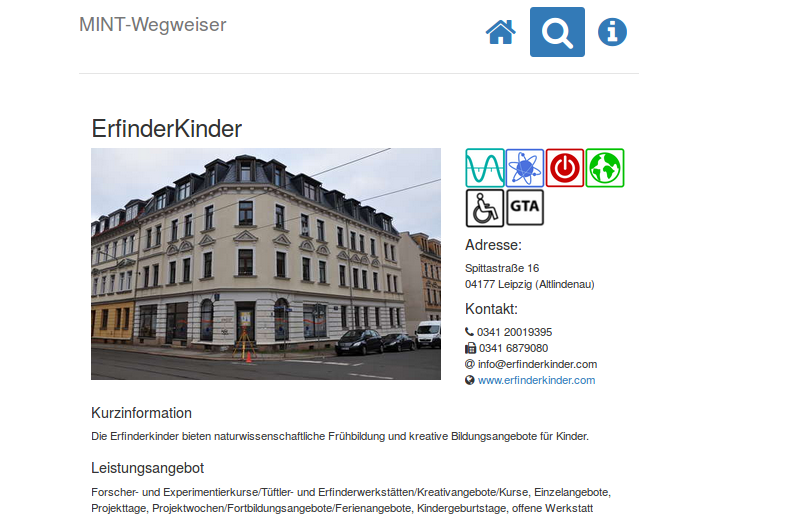 MINT-Wegweiser
ErfinderKinder
GTA
Adresse:
Spittastraße 16
04177 Leipzig (Altlindenau)
Kontakt:
0341 20019395
0341 6879080
@ info@erfinderkinder.com
www.erfinderkinder.com
Kurzinformation
Die Erfinderkinder bieten naturwissenschaftliche Frühbildung und kreative Bildungsangebote für Kinder.
Leistungsangebot
Forscher- und Experimentierkurse/Tüftler- und Erfinderwerkstätten/Kreativangebote/Kurse, Einzelangebote,
Projekttage, Projektwochen/Fortbildungsangebote/Ferienangebote, Kindergeburtstage, offene Werkstatt